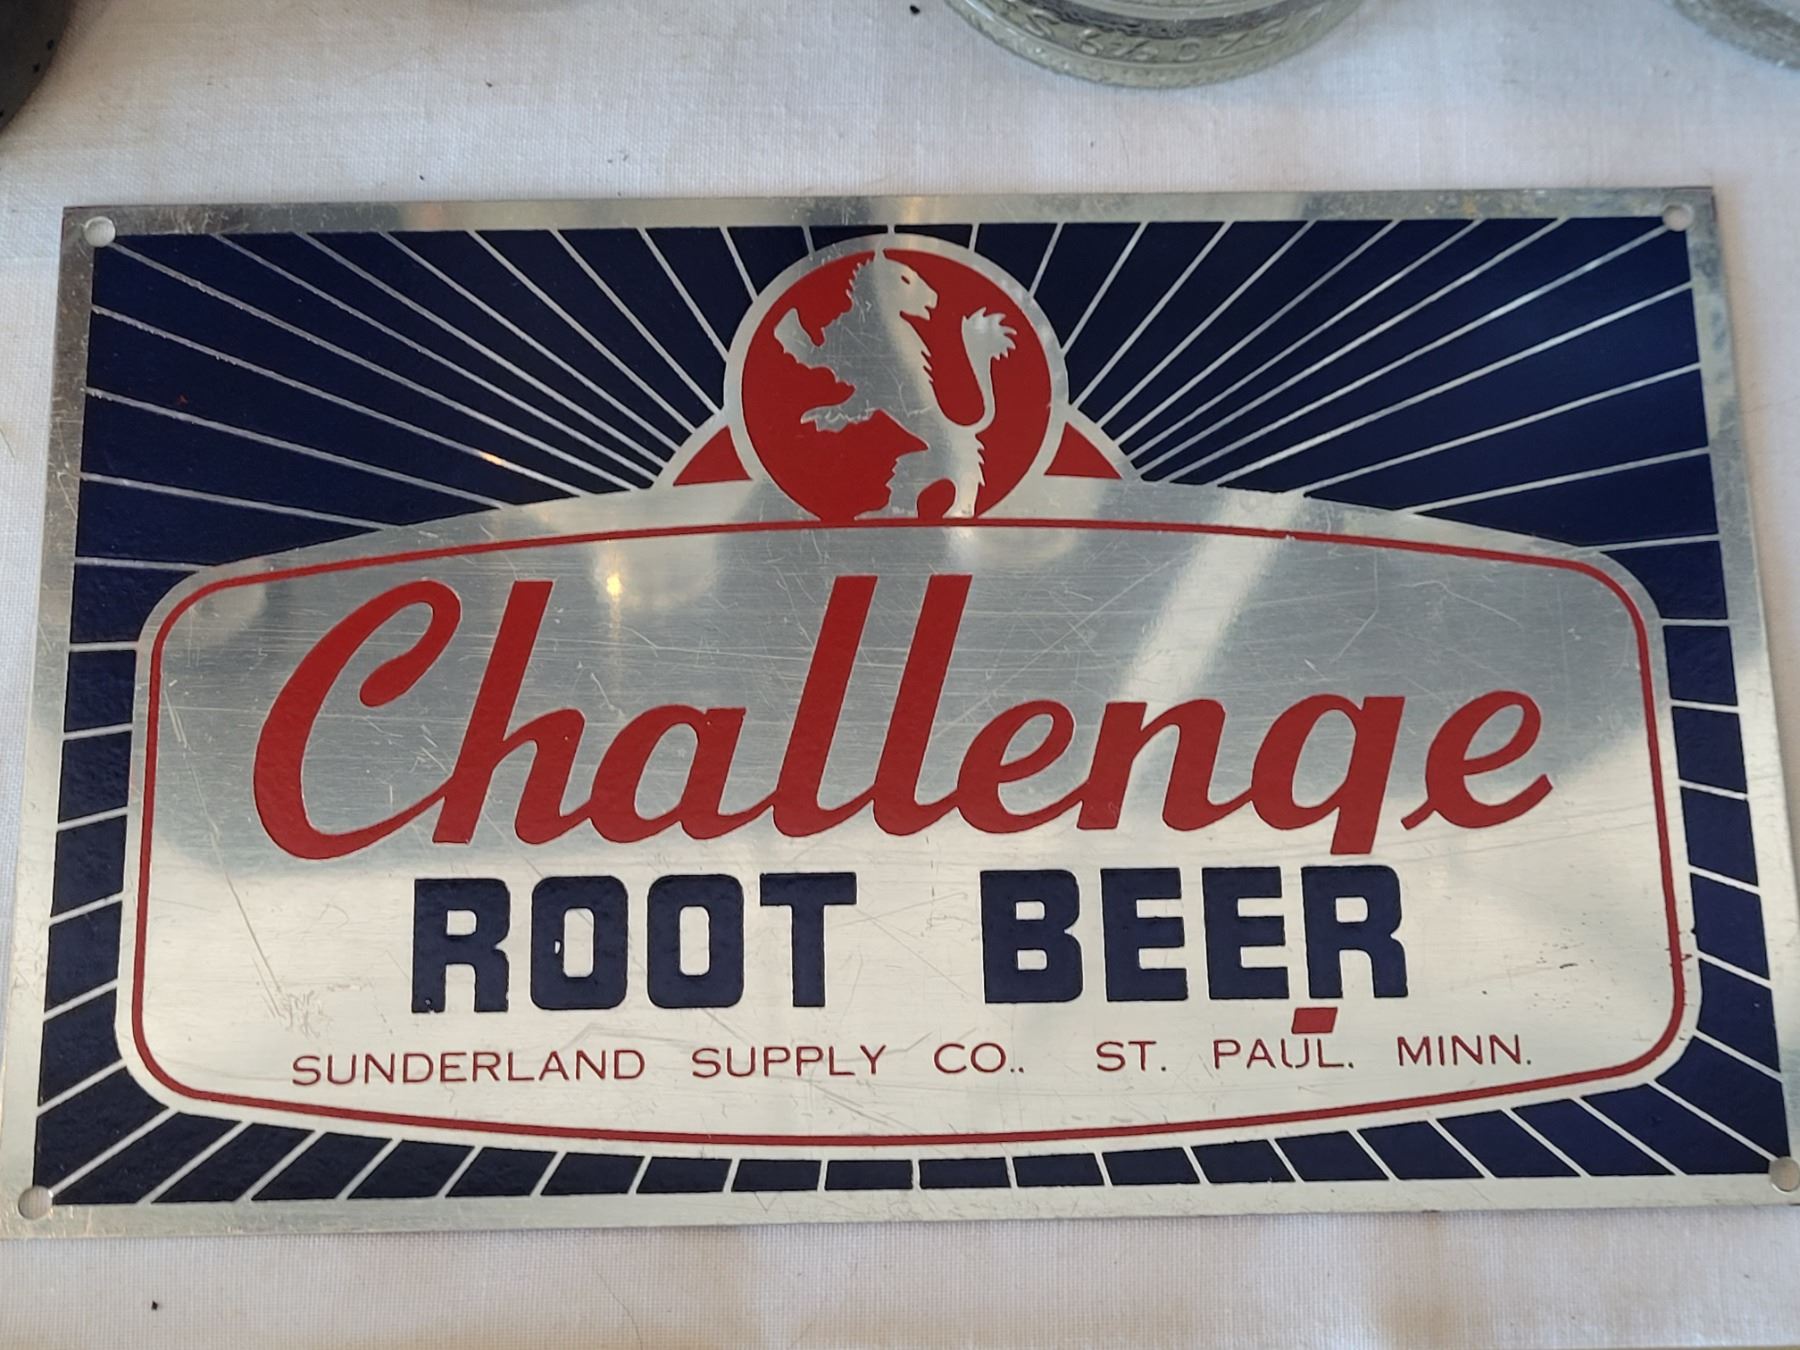 Challenge
ROOT BEER
SUNDERLAND SUPPLY CO.. ST. PAUL. MINN.